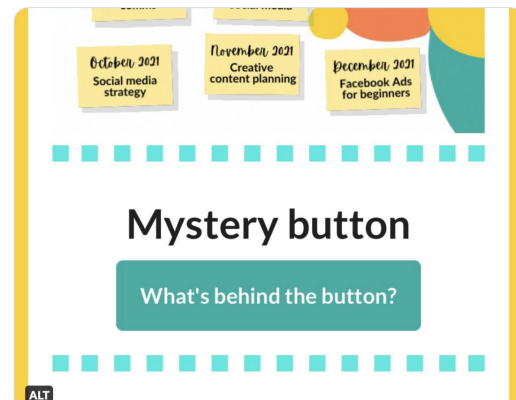 October 2021
Social media
strategy
November 2021
Creative
content planning
December 2021
Facebook Ads
for beginners
Mystery button
What's behind the button?
ALT